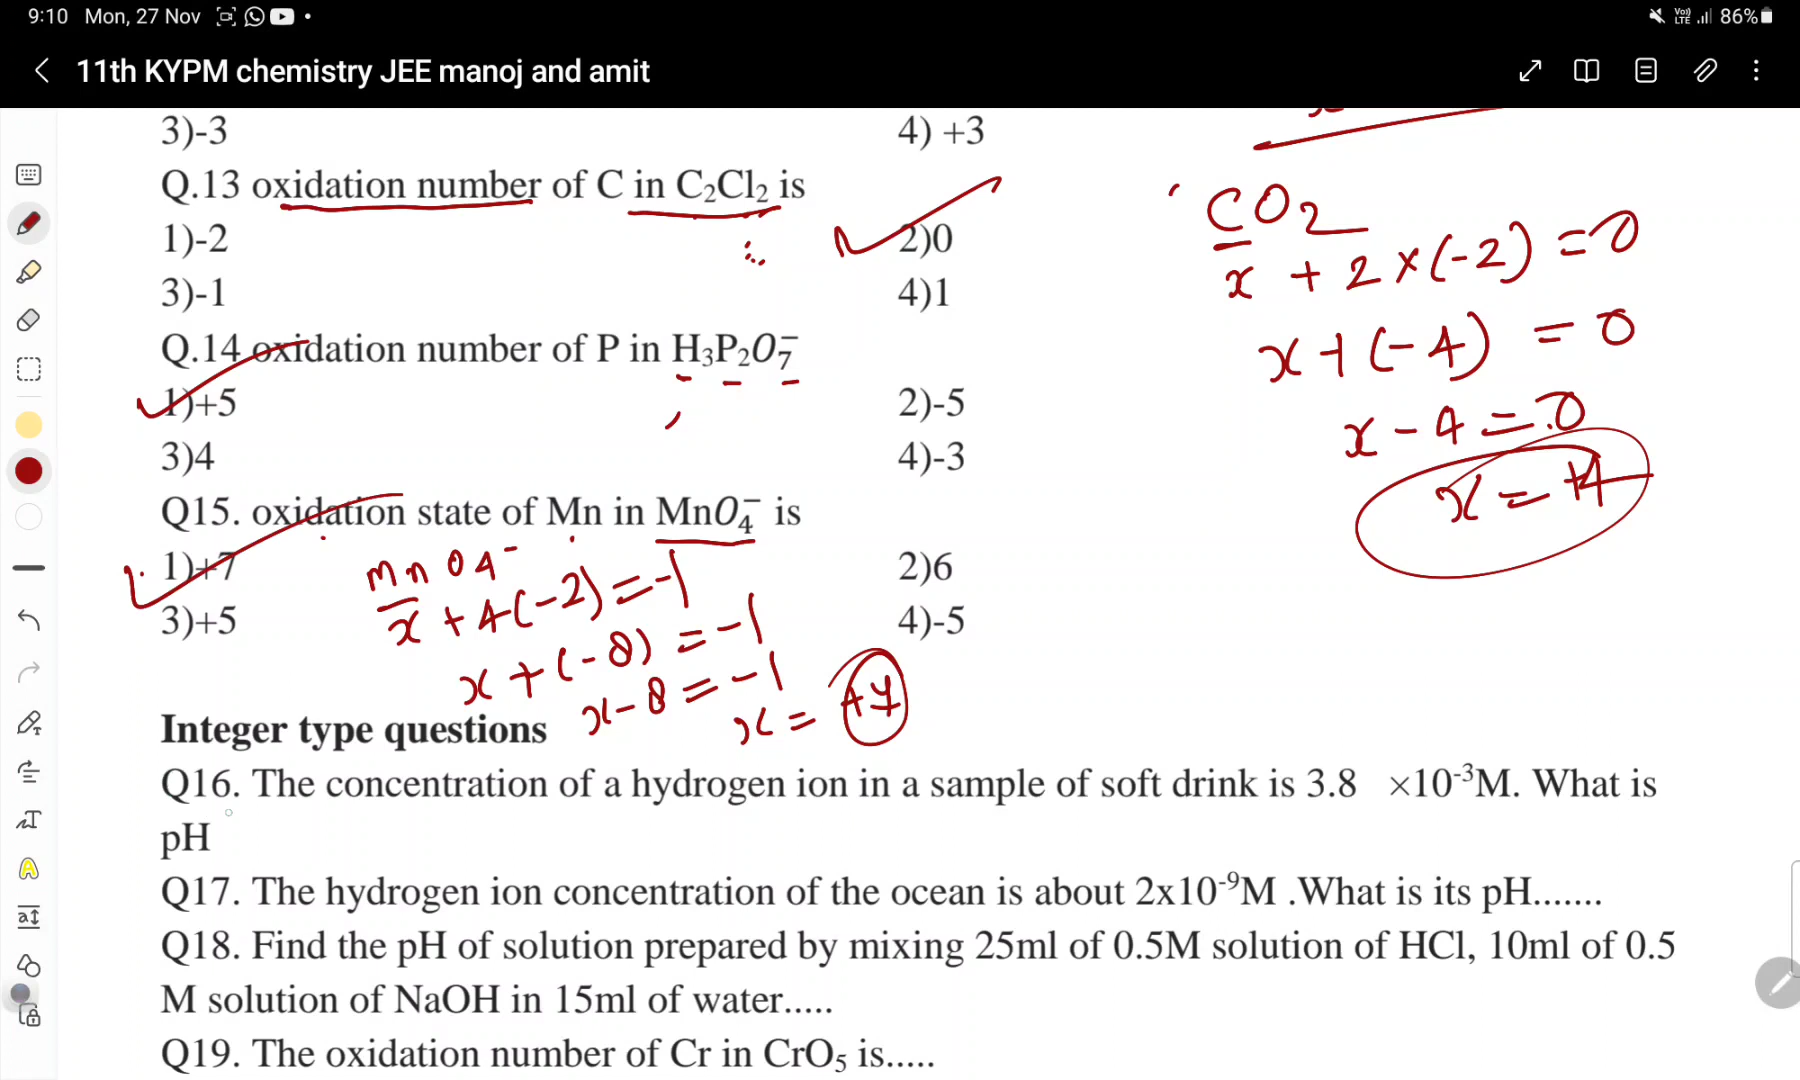 9:10 Mon, 27 Nov 86%
11th KYPM chemistry JEE manoj and amit
3)-3 4) +3
Q.13 oxidation number of C in C₂Cl₂ is
1)-2 2)0
3)-1 4)1
Q.14 oxidation number of P in H₃P₂O₇⁻
1)+5 2)-5
3)4 4)-3
Q15. oxidation state of Mn in MnO₄⁻ is
1)+7 2)6
3)+5 4)-5
MnO4⁻
x + 4(-2) = -1
x + (-8) = -1
x - 8 = -1
x = +7
CO2
x + 2×(-2) = 0
x + (-4) = 0
x - 4 = 0
x = +4
Integer type questions
Q16. The concentration of a hydrogen ion in a sample of soft drink is 3.8 ×10⁻³M. What is
pH
Q17. The hydrogen ion concentration of the ocean is about 2x10⁻⁹M .What is its pH.......
Q18. Find the pH of solution prepared by mixing 25ml of 0.5M solution of HCl, 10ml of 0.5
M solution of NaOH in 15ml of water.....
Q19. The oxidation number of Cr in CrO₅ is.....